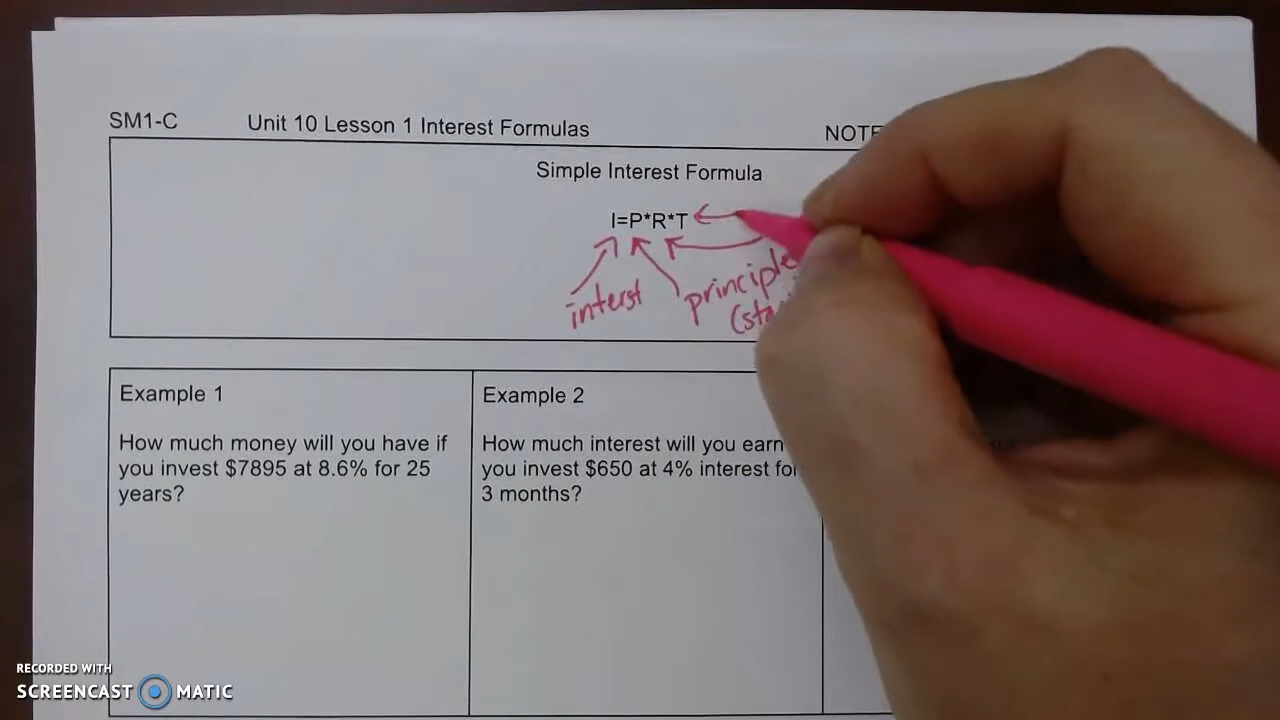 SM1-C Unit 10 Lesson 1 Interest Formulas
Simple Interest Formula
I=P*R*T
interst principle
Example 1
How much money will you have if
you invest $7895 at 8.6% for 25
years?
Example 2
How much interest will you earn
you invest $650 at 4% interest for
3 months?
RECORDED WITH
SCREENCAST MATIC